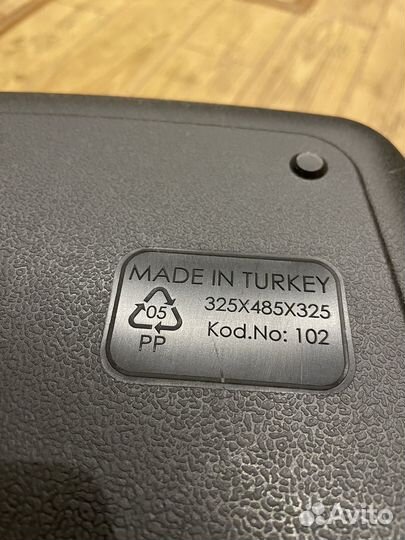 MADE IN TURKEY
05
PP
325X485X325
Kod.No: 102
Avito